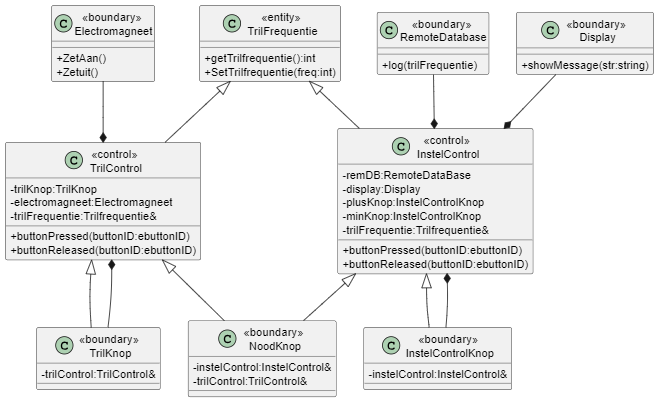 «boundary»
C Electromagneet
+ZetAan()
+Zetuit()
«entity»
C TrilFrequentie
+getTrilfrequentie():int
+SetTrilfrequentie(freq:int)
«boundary»
C RemoteDatabase
+log(trilFrequentie)
«boundary»
C Display
+showMessage(str:string)
«control»
C TrilControl
-trilKnop:TrilKnop
-electromagneet:Electromagneet
-trilFrequentie:Trilfrequentie&
+buttonPressed(buttonID:ebuttonID)
+buttonReleased(buttonID:ebuttonID)
«control»
C InstelControl
-remDB:RemoteDataBase
-display:Display
-plusKnop:InstelControlKnop
-minKnop:InstelControlKnop
-trilFrequentie:Trilfrequentie&
+buttonPressed(buttonID:ebuttonID)
+buttonReleased(buttonID:ebuttonID)
«boundary»
C TrilKnop
-trilControl:TrilControl&
«boundary»
C NoodKnop
-instelControl:InstelControl&
-trilControl:TrilControl&
«boundary»
C InstelControlKnop
-instelControl:InstelControl&